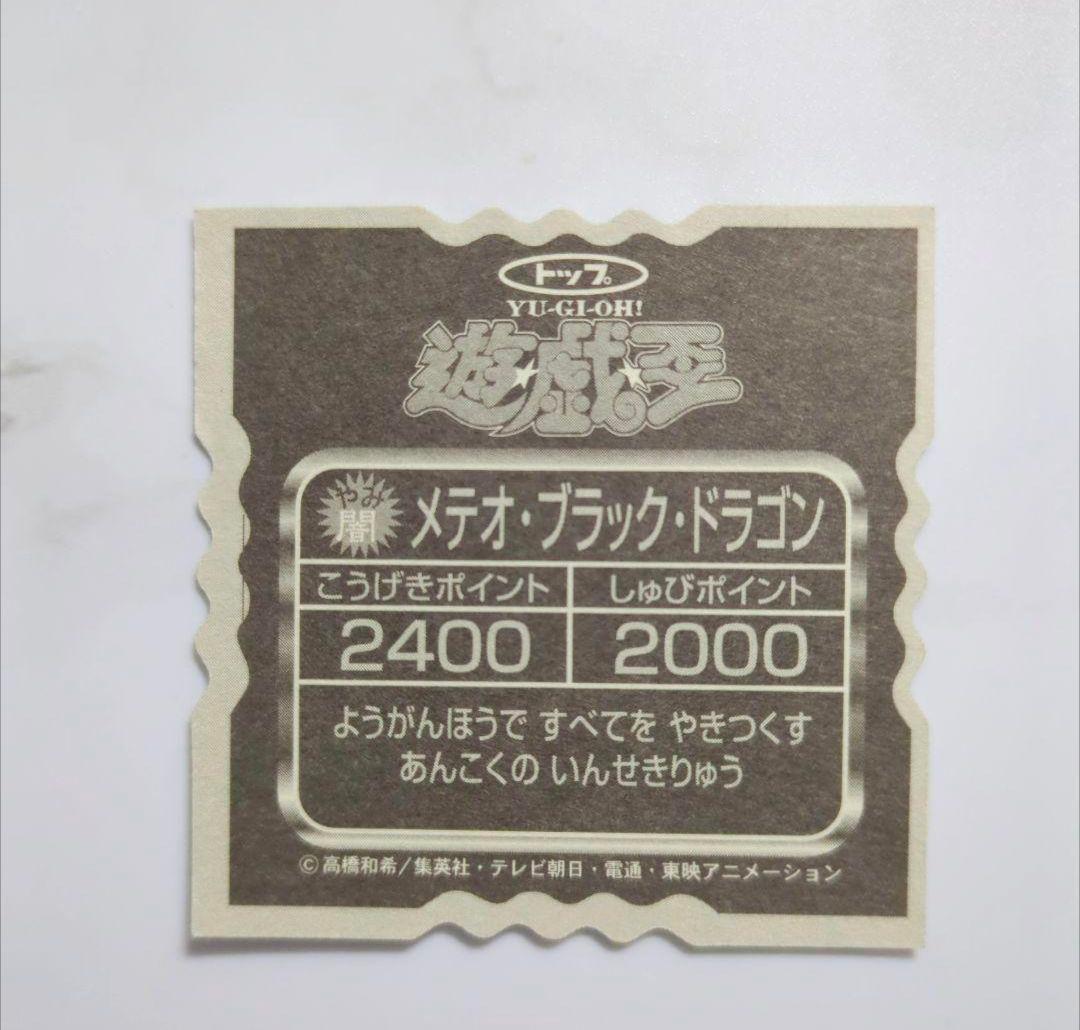 トップ
YU-GI-OH!
遊戯王
やみ
闇
メテオ・ブラック・ドラゴン
こうげきポイント しゅびポイント
2400 2000
ようがんほうで すべてを やきつくす
あんこくの いんせきりゅう
©高橋和希/集英社・テレビ朝日・電通・東映アニメーション